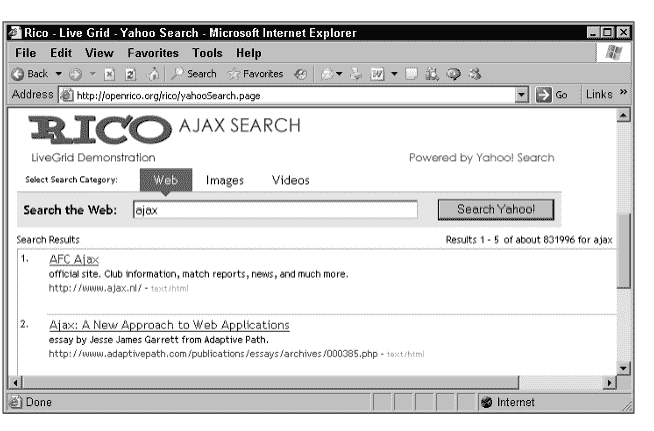 Rico - Live Grid - Yahoo Search - Microsoft Internet Explorer
File Edit View Favorites Tools Help
Back Search Favorites
Address http://openrico.org/rico/yahooSearch.page Go Links »
RICO AJAX SEARCH
LiveGrid Demonstration Powered by Yahoo! Search
Select Search Category: Web Images Videos
Search the Web: ajax Search Yahoo!
Search Results Results 1 - 5 of about 831996 for ajax
1. AFC Ajax
official site. Club information, match reports, news, and much more.
http://www.ajax.nl/ - text/html
2. Ajax: A New Approach to Web Applications
essay by Jesse James Garrett from Adaptive Path.
http://www.adaptivepath.com/publications/essays/archives/000385.php - text/html
Done Internet